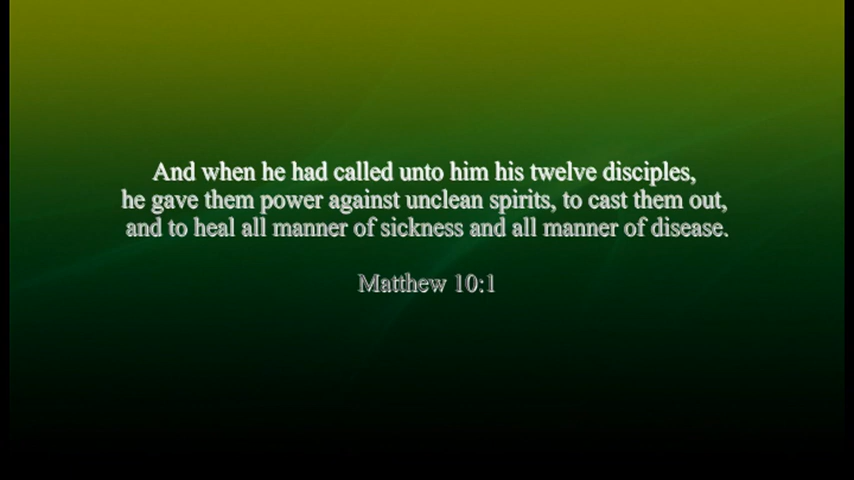 And when he had called unto him his twelve disciples,
he gave them power against unclean spirits, to cast them out,
and to heal all manner of sickness and all manner of disease.
Matthew 10:1